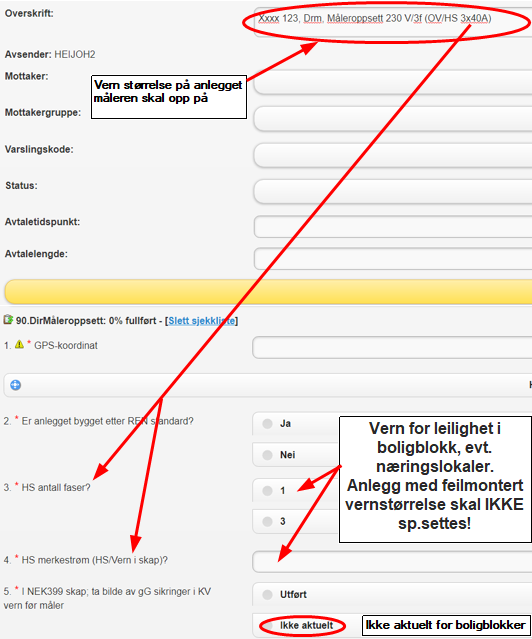 Overskrift:
Xxxx 123, Drm, Måleroppsett 230 V/3f (OV/HS 3x40A)
Avsender: HEIJOH2
Mottaker:
Vern størrelse på anlegget
måleren skal opp på
Mottakergruppe:
Varslingskode:
Status:
Avtaletidspunkt:
Avtalelengde:
90.DirMåleroppsett: 0% fullført - [Slett sjekkliste]
1. * GPS-koordinat
H
2. * Er anlegget bygget etter REN standard?
Ja
Nei
Vern for leilighet i
boligblokk, evt.
næringslokaler.
Anlegg med feilmontert
vernstørrelse skal IKKE
sp.settes!
3. * HS antall faser?
1
3
4. * HS merkestrøm (HS/Vern i skap)?
5. * I NEK399 skap; ta bilde av gG sikringer i KV
vern før måler
Utført
Ikke aktuelt
Ikke aktuelt for boligblokker